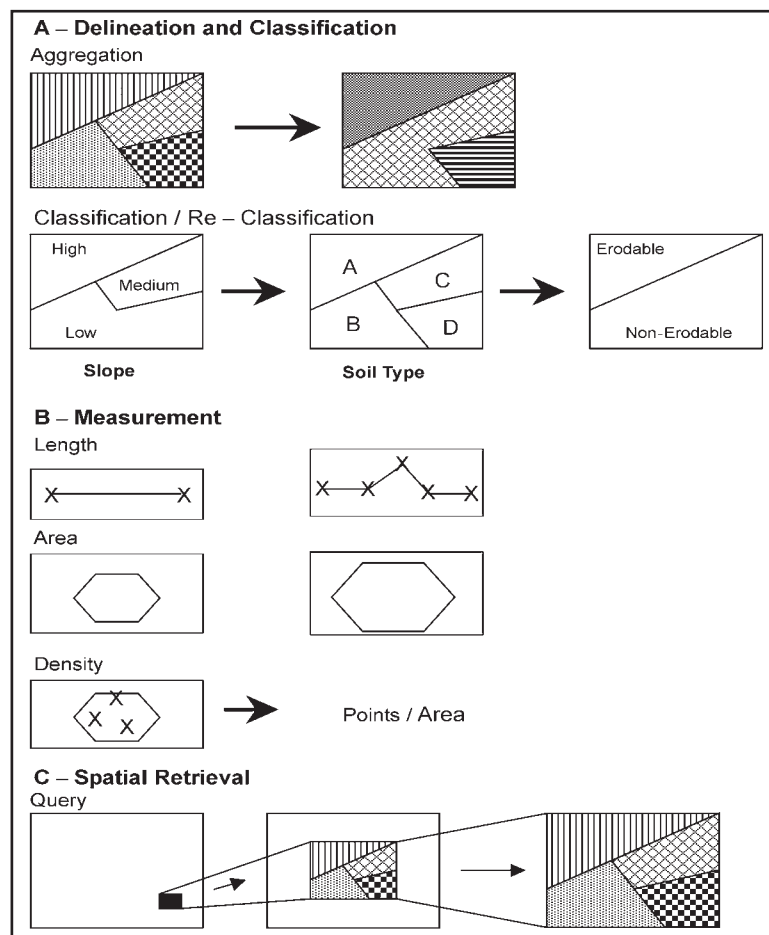 A – Delineation and Classification
Aggregation
Classification / Re – Classification
High
Medium
Low
Slope
A
C
B
D
Soil Type
Erodable
Non-Erodable
B – Measurement
Length
X X
X X X X X
Area
Density
X
X X
Points / Area
C – Spatial Retrieval
Query